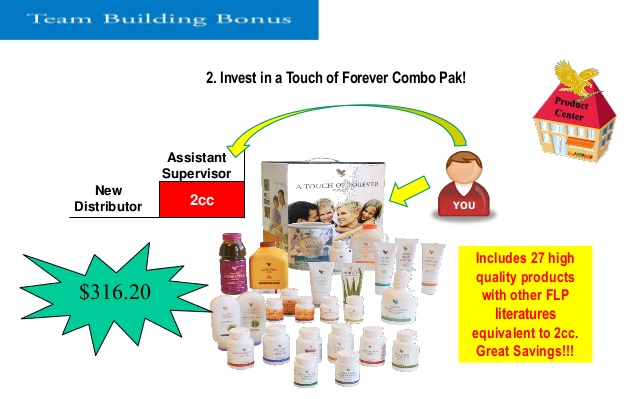 Team Building Bonus
2. Invest in a Touch of Forever Combo Pak!
Product
Center
Assistant
Supervisor
New
Distributor
2cc
A TOUCH OF FOREVER
YOU
$316.20
Includes 27 high
quality products
with other FLP
literatures
equivalent to 2cc.
Great Savings!!!